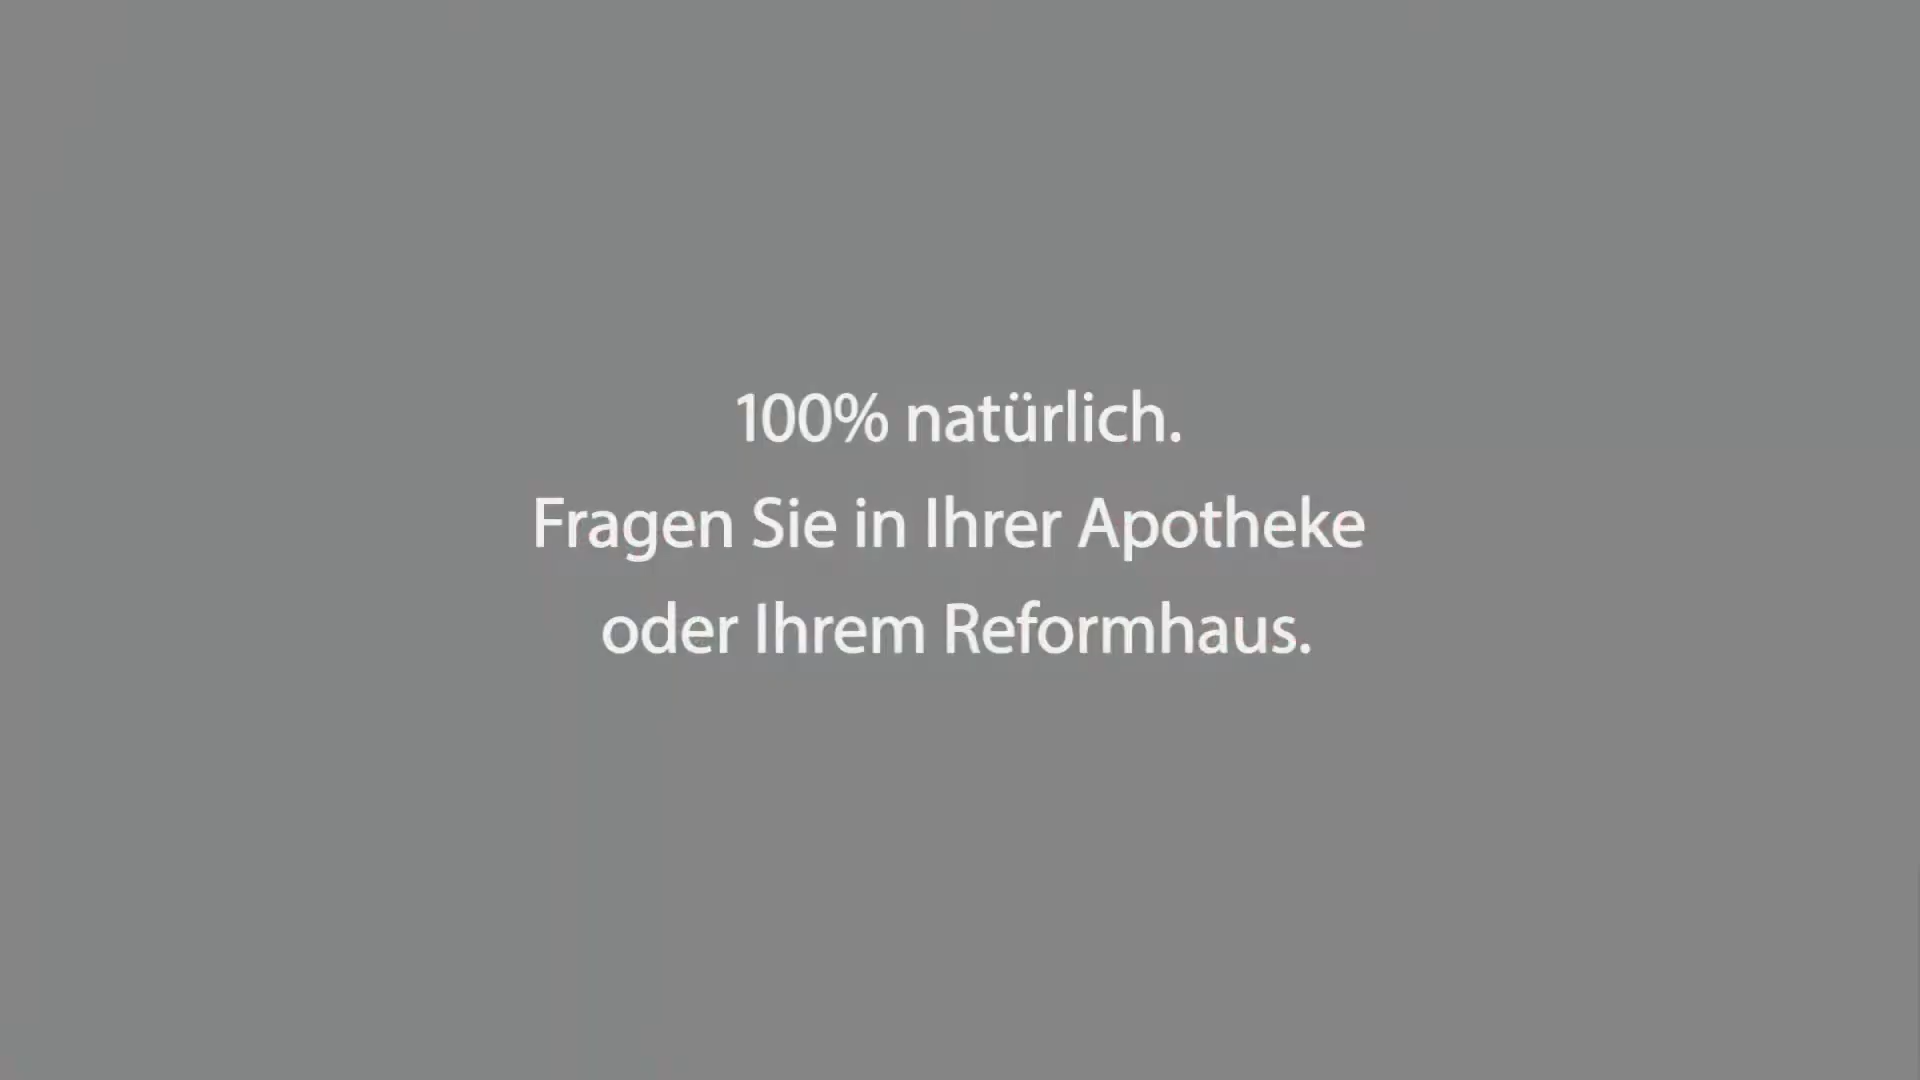 100% natürlich.
Fragen Sie in Ihrer Apotheke
oder Ihrem Reformhaus.